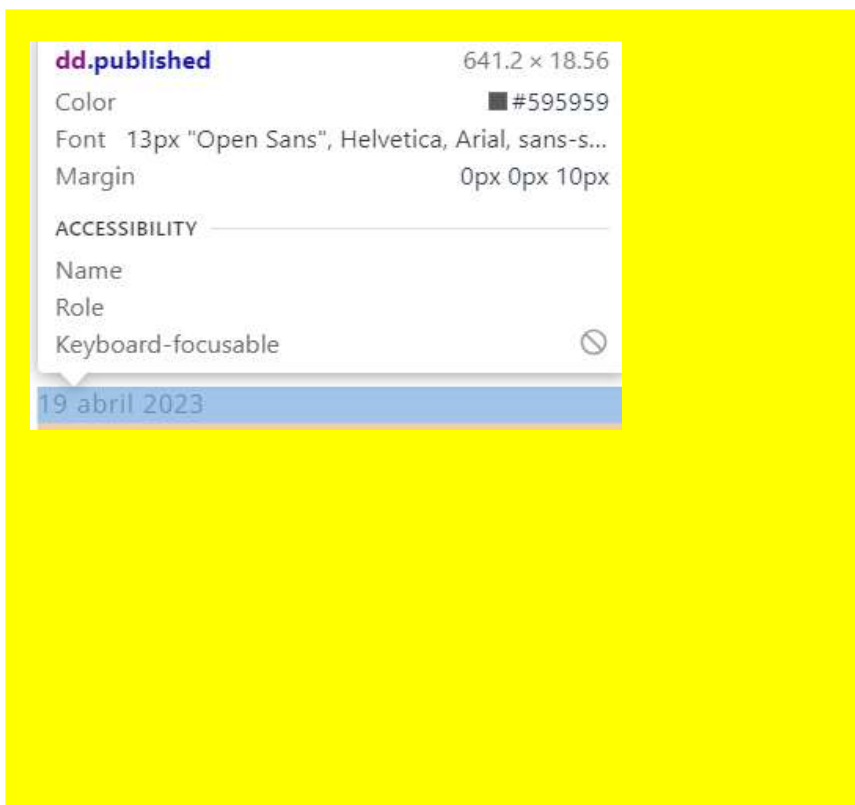 dd.published 641.2 × 18.56
Color #595959
Font 13px "Open Sans", Helvetica, Arial, sans-s...
Margin 0px 0px 10px
ACCESSIBILITY
Name
Role
Keyboard-focusable
19 abril 2023